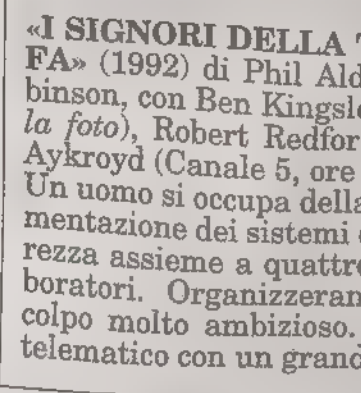 «I SIGNORI DELLA
FA» (1992) di Phil Ald
binson, con Ben Kingsle
la foto), Robert Redfor
Aykroyd (Canale 5, ore
Un uomo si occupa della
mentazione dei sistemi
rezza assieme a quattro
boratori. Organizzeran
colpo molto ambizioso.
telematico con un grand